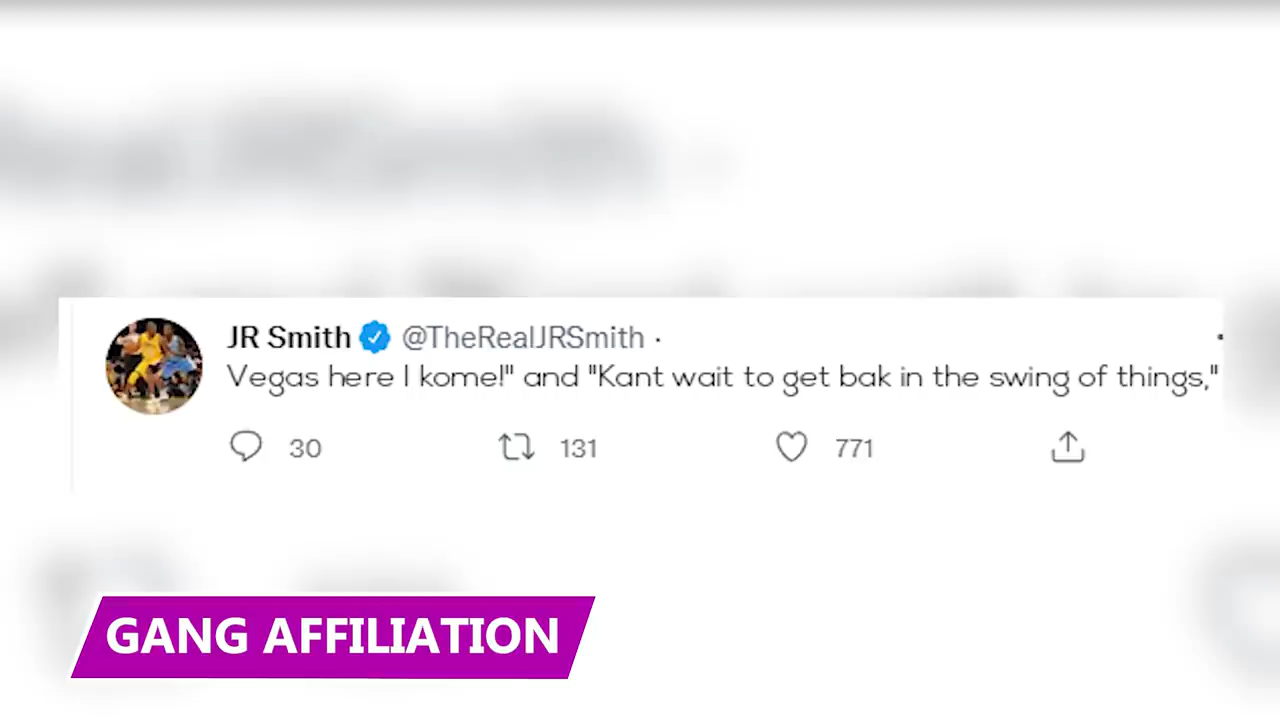 JR Smith @TheRealJRSmith ·
Vegas here I kome!" and "Kant wait to get bak in the swing of things,"
30 131 771
GANG AFFILIATION